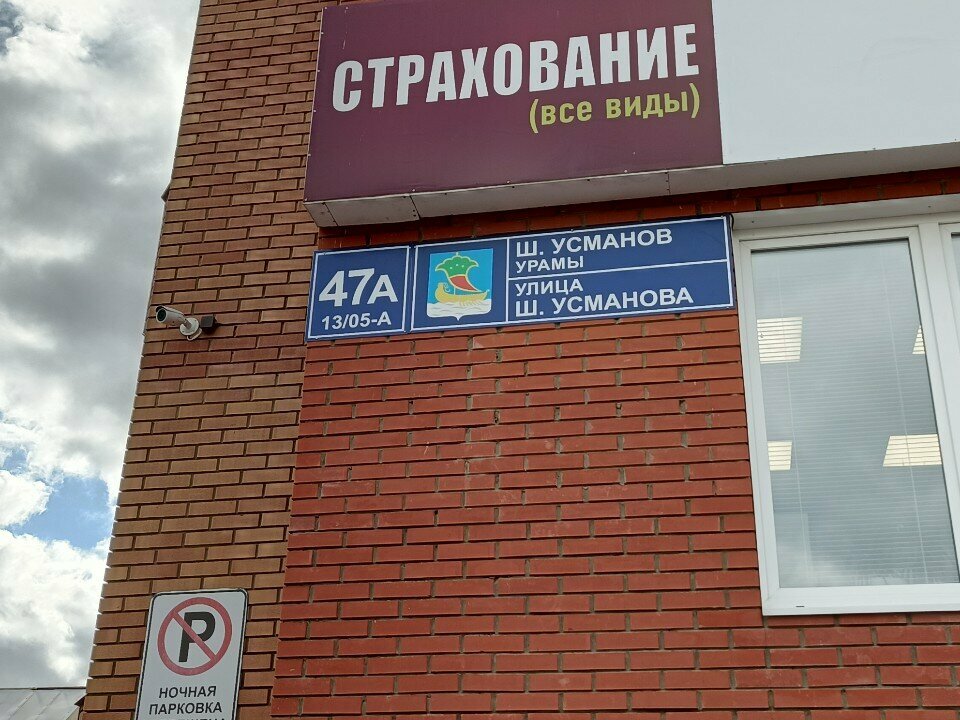 СТРАХОВАНИЕ
(все виды)
47А
13/05-А
Ш. УСМАНОВ
УРАМЫ
УЛИЦА
Ш. УСМАНОВА
P
НОЧНАЯ
ПАРКОВКА